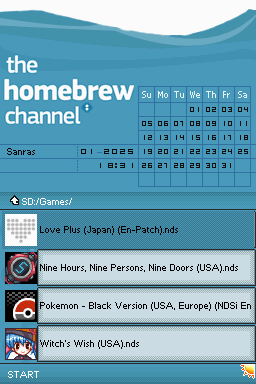 the
homebrew
channel
Su Mo Tu We Th Fr Sa
01 02 03 04
05 06 07 08 09 10 11
12 13 14 15 16 17 18
19 20 21 22 23 24 25
26 27 28 29 30 31
Sanras 01-2025
18:31
SD:/Games/
Love Plus (Japan) (En-Patch).nds
Nine Hours, Nine Persons, Nine Doors (USA).nds
Pokemon - Black Version (USA, Europe) (NDSi En
Witch's Wish (USA).nds
START